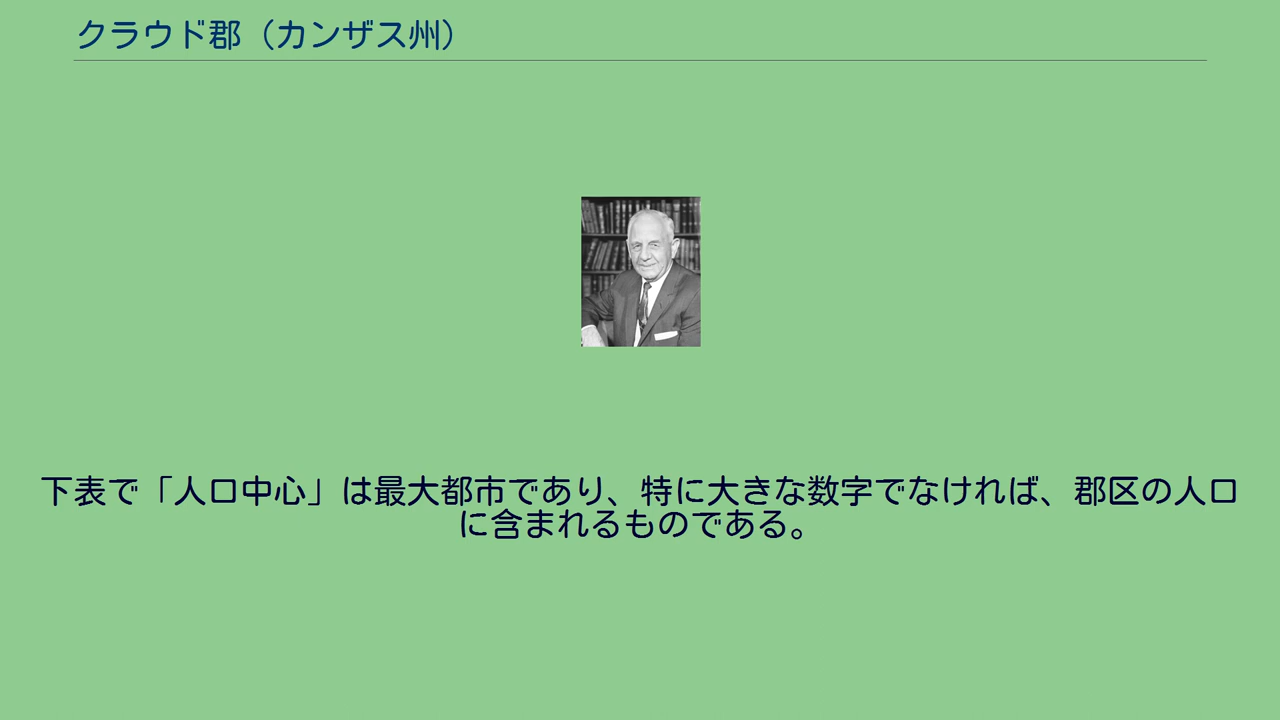 クラウド郡（カンザス州）
下表で「人口中心」は最大都市であり、特に大きな数字でなければ、郡区の人口
に含まれるものである。